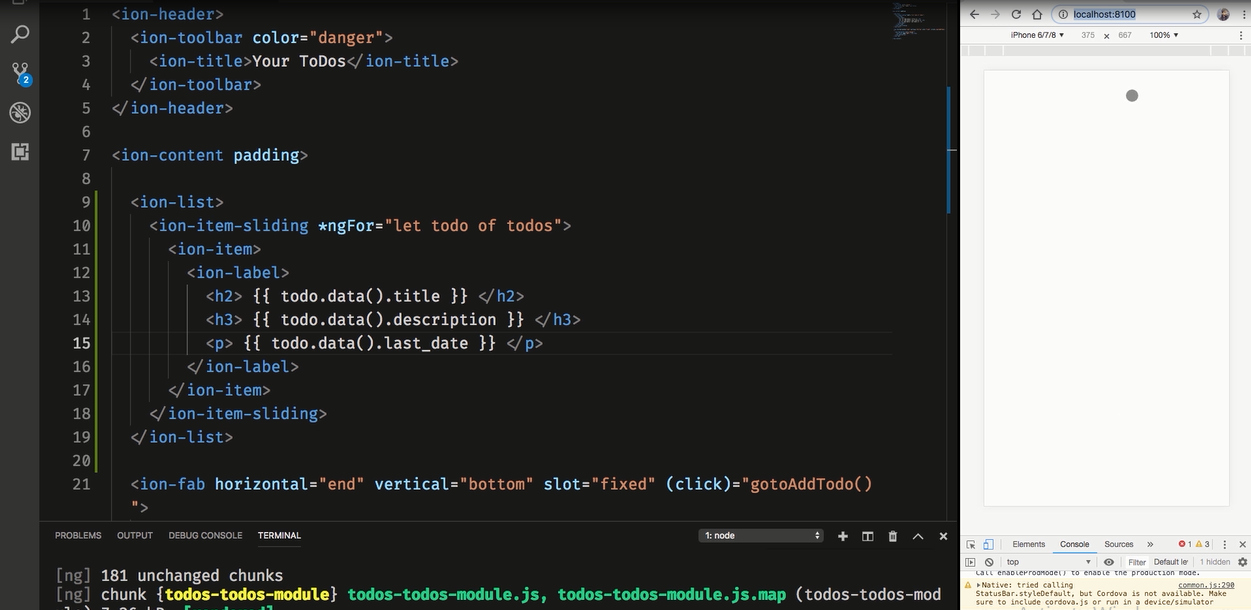 1 <ion-header>
2 <ion-toolbar color="danger">
3 <ion-title>Your ToDos</ion-title>
4 </ion-toolbar>
5 </ion-header>
6
7 <ion-content padding>
8
9 <ion-list>
10 <ion-item-sliding *ngFor="let todo of todos">
11 <ion-item>
12 <ion-label>
13 <h2> {{ todo.data().title }} </h2>
14 <h3> {{ todo.data().description }} </h3>
15 <p> {{ todo.data().last_date }} </p>
16 </ion-label>
17 </ion-item>
18 </ion-item-sliding>
19 </ion-list>
20
21 <ion-fab horizontal="end" vertical="bottom" slot="fixed" (click)="gotoAddTodo()
">
2
PROBLEMS OUTPUT DEBUG CONSOLE TERMINAL
1: node
[ng] 181 unchanged chunks
[ng] chunk {todos-todos-module} todos-todos-module.js, todos-todos-module.js.map (todos-todos-mod
localhost:8100
iPhone 6/7/8 375 x 667 100%
Elements Console Sources » 1 3
top Filter Default le 1 hidden
Call enableProdMode() to enable the production mode.
Native: tried calling common.js:290
StatusBar.styleDefault, but Cordova is not available. Make
sure to include cordova.js or run in a device/simulator